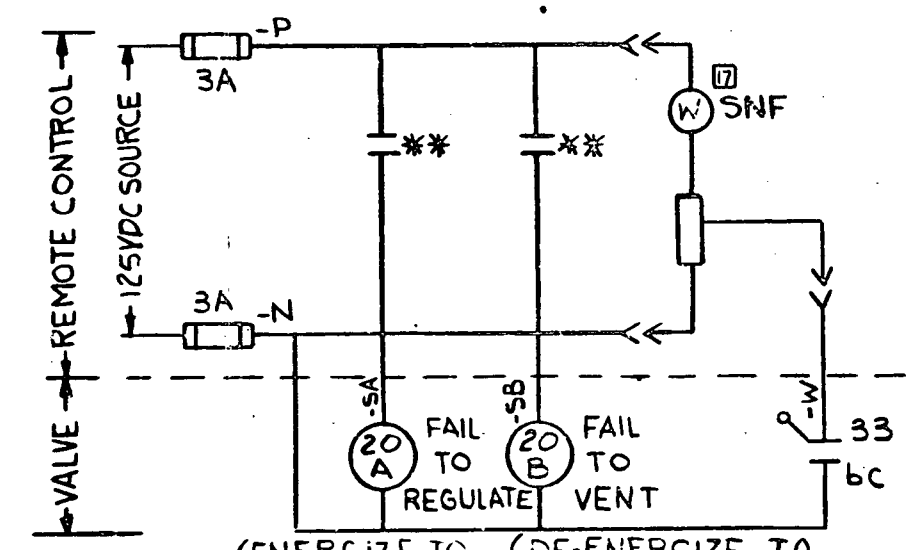 -P
3A
17
W SNF
**
**
REMOTE CONTROL
125VDC SOURCE
3A
-N
-SA
-SB
-W
VALVE
20
A
FAIL
TO
REGULATE
20
B
FAIL
TO
VENT
33
bC
(ENERGIZE TO
(DE-ENERGIZE TO